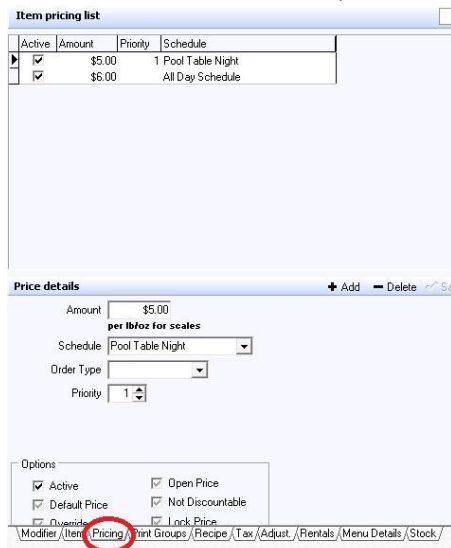 Item pricing list
Active Amount Priority Schedule
$5.00 1 Pool Table Night
$6.00 All Day Schedule
Price details + Add - Delete
Amount $5.00
per lb/oz for scales
Schedule Pool Table Night
Order Type
Priority 1
Options
Active Open Price
Default Price Not Discountable
Override Lock Price
Modifier Item Pricing Print Groups Recipe Tax Adjust. Rentals Menu Details Stock